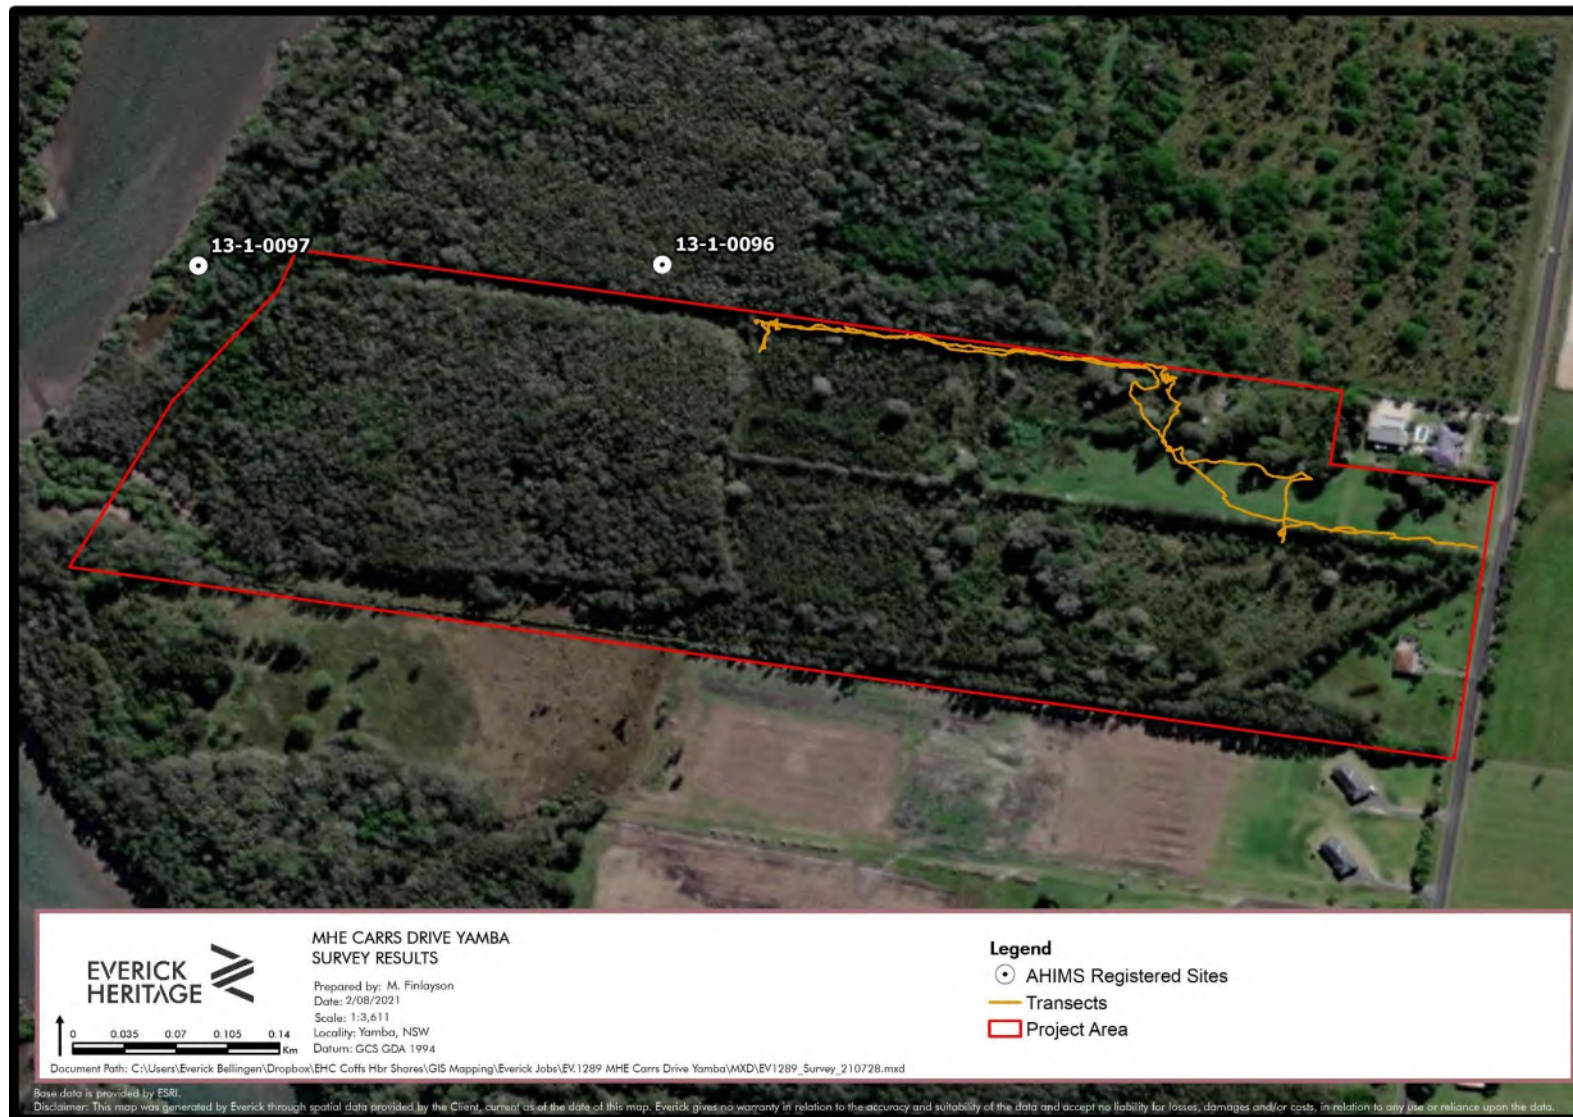 13-1-0097
13-1-0096
EVERICK
HERITAGE
MHE CARRS DRIVE YAMBA
SURVEY RESULTS
Prepared by: M. Finlayson
Date: 2/08/2021
Scale: 1:3,611
Locality: Yamba, NSW
Datum: GCS GDA 1994
0 0.035 0.07 0.105 0.14
Km
Legend
AHIMS Registered Sites
Transects
Project Area
Document Path: C:\Users\Everick Bellingen\Dropbox\EHC Coffs Hbr Shares\GIS Mapping\Everick Jobs\EV.1289 MHE Carrs Drive Yamba\MXD\EV1289_Survey_210728.mxd
Base data is provided by ESRI.
Disclaimer: This map was generated by Everick through spatial data provided by the Client, current as of the date of this map. Everick gives no warranty in relation to the accuracy and suitability of the data and accept no liability for losses, damages and/or costs, in relation to any use or reliance upon the data.